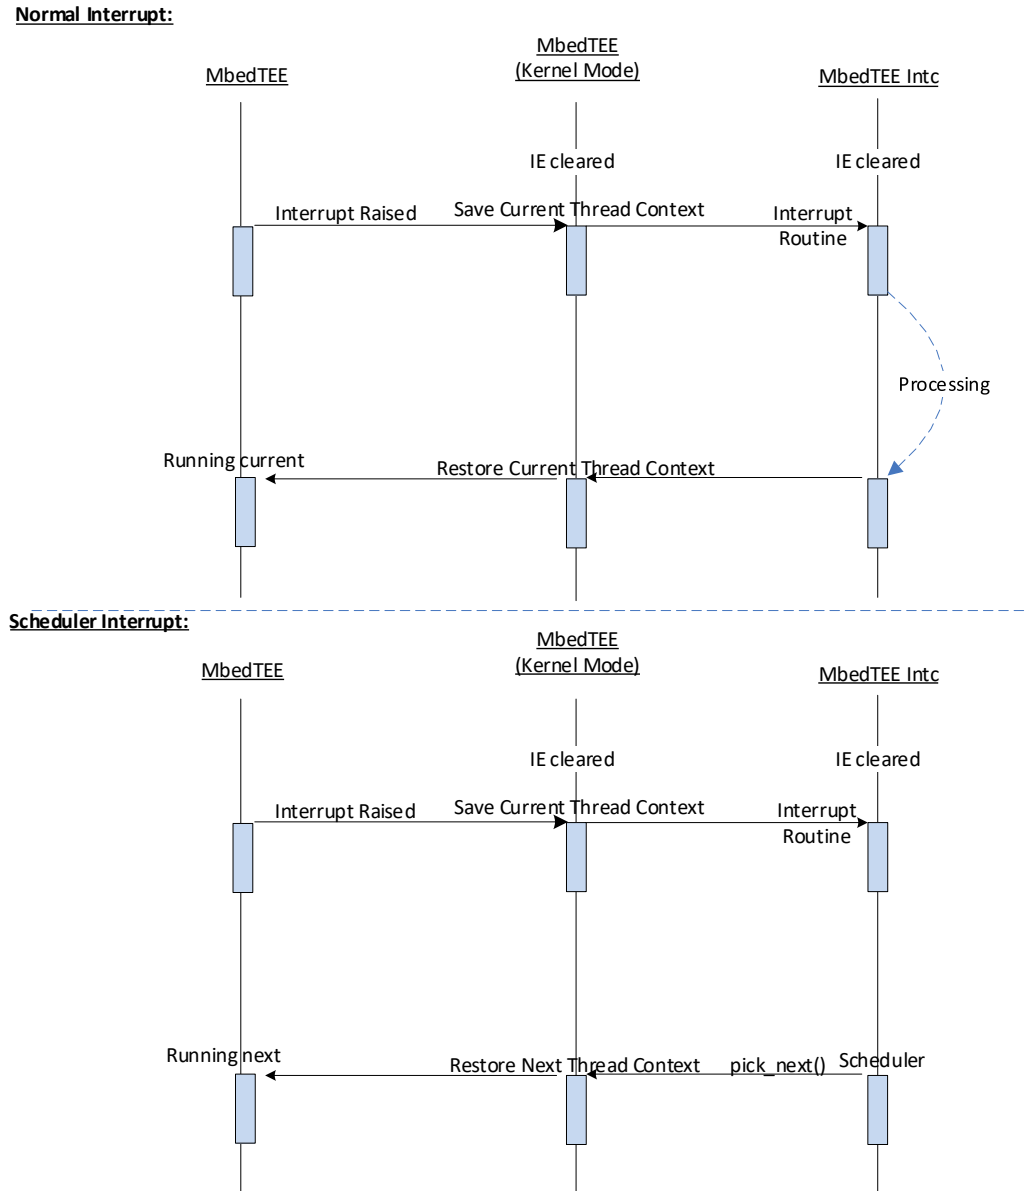 Normal Interrupt:
MbedTEE
MbedTEE
(Kernel Mode)
MbedTEE Intc
IE cleared
IE cleared
Interrupt Raised
Save Current Thread Context
Interrupt
Routine
Processing
Running current
Restore Current Thread Context
Scheduler Interrupt:
MbedTEE
MbedTEE
(Kernel Mode)
MbedTEE Intc
IE cleared
IE cleared
Interrupt Raised
Save Current Thread Context
Interrupt
Routine
Running next
Restore Next Thread Context
pick_next()
Scheduler